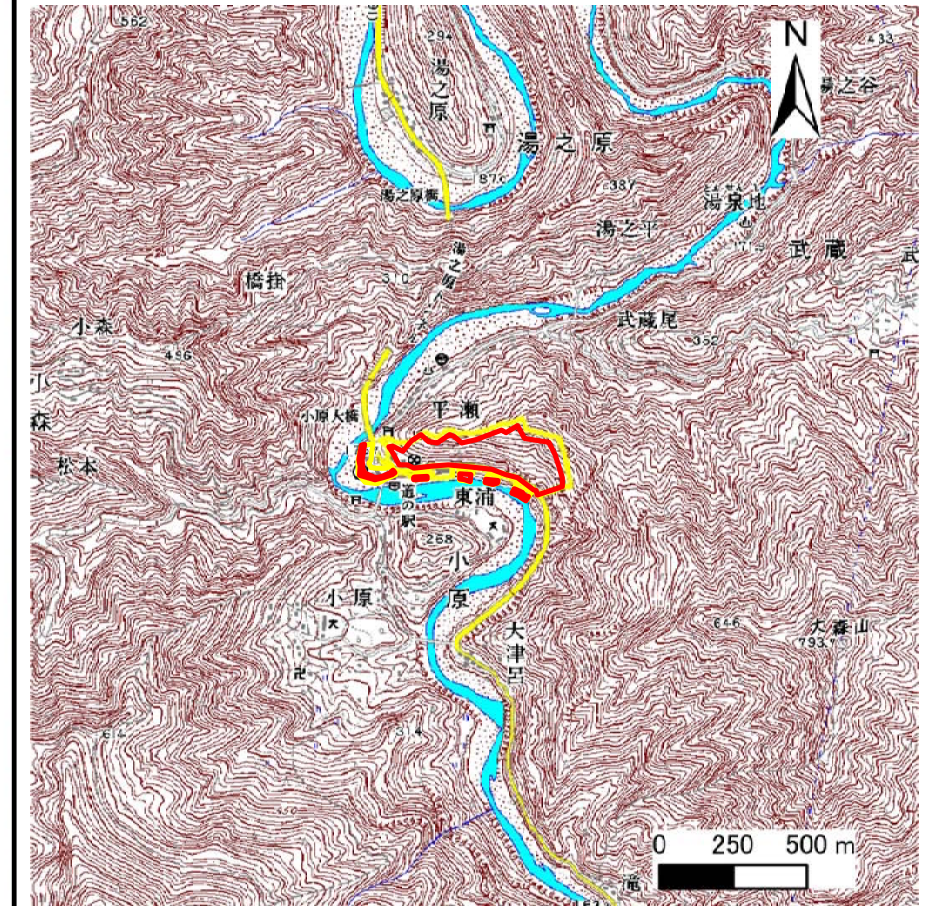 562
294
433
N
湯之原
湯之谷
湯之原
387
湯之原橋
湯泉地
湯之平
武蔵
武
310
橋掛
小森
武蔵尾
496
352
小森
小原大橋
平瀬
松本
道の駅
東浦
268
小原
小原
大津呂
646
大森山
793.
614
314
0 250 500 m